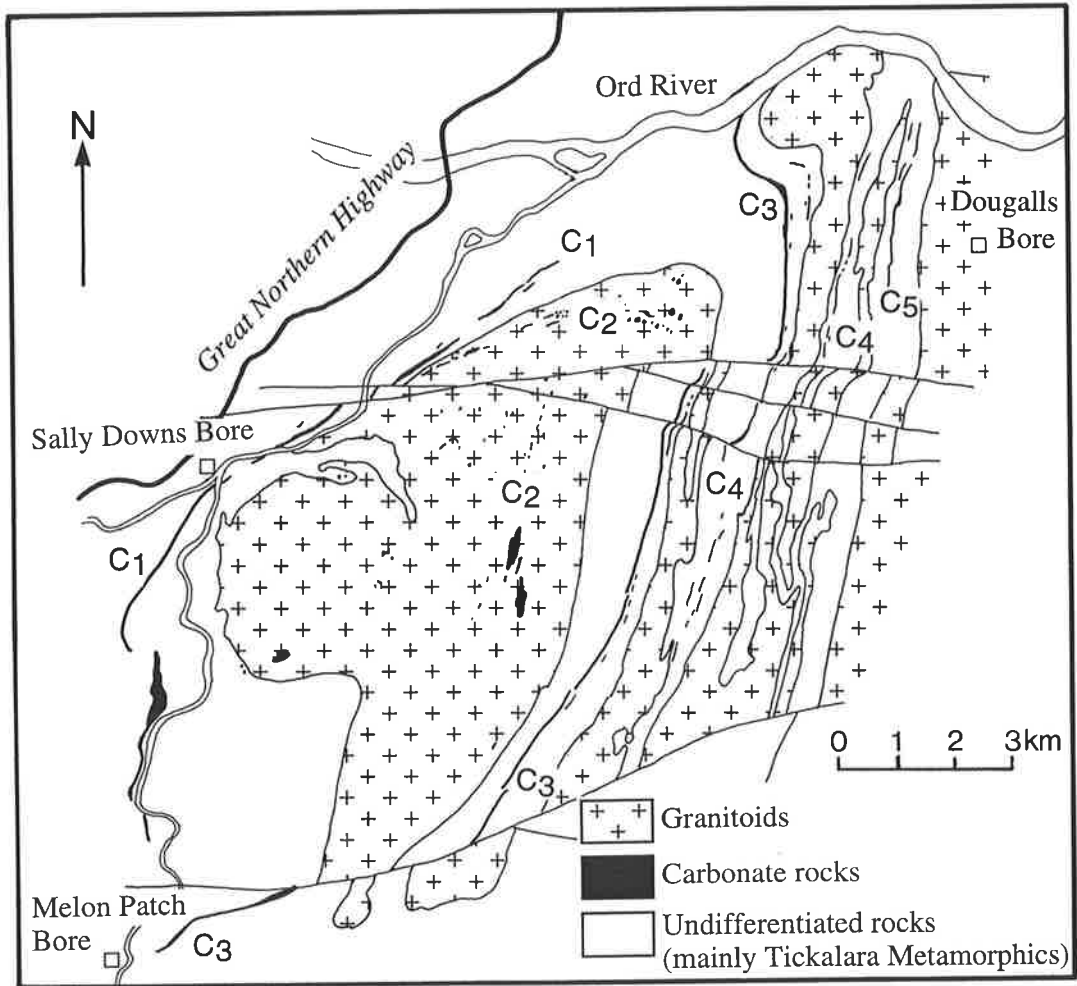 Ord River
N
Great Northern Highway
C3
Dougalls
Bore
C1
C2
C5
C4
Sally Downs Bore
C2
C4
C1
0 1 2 3km
C3
Granitoids
Carbonate rocks
Melon Patch
Bore
C3
Undifferentiated rocks
(mainly Tickalara Metamorphics)